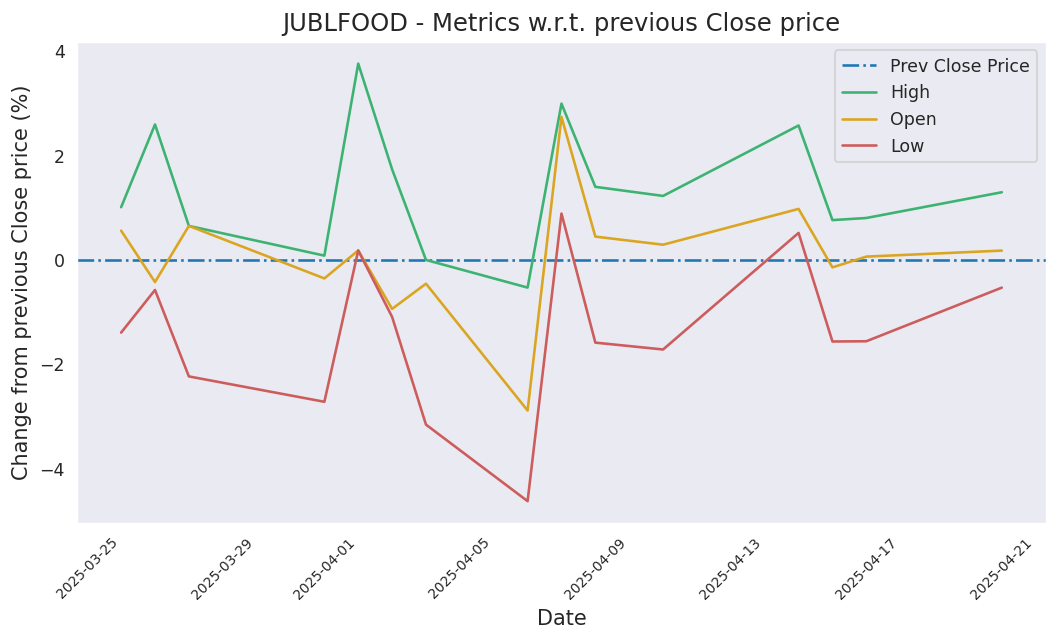 JUBLFOOD - Metrics w.r.t. previous Close price
Change from previous Close price (%)
4
2
0
−2
−4
Prev Close Price
High
Open
Low
2025-03-25
2025-03-29
2025-04-01
2025-04-05
2025-04-09
2025-04-13
2025-04-17
2025-04-21
Date